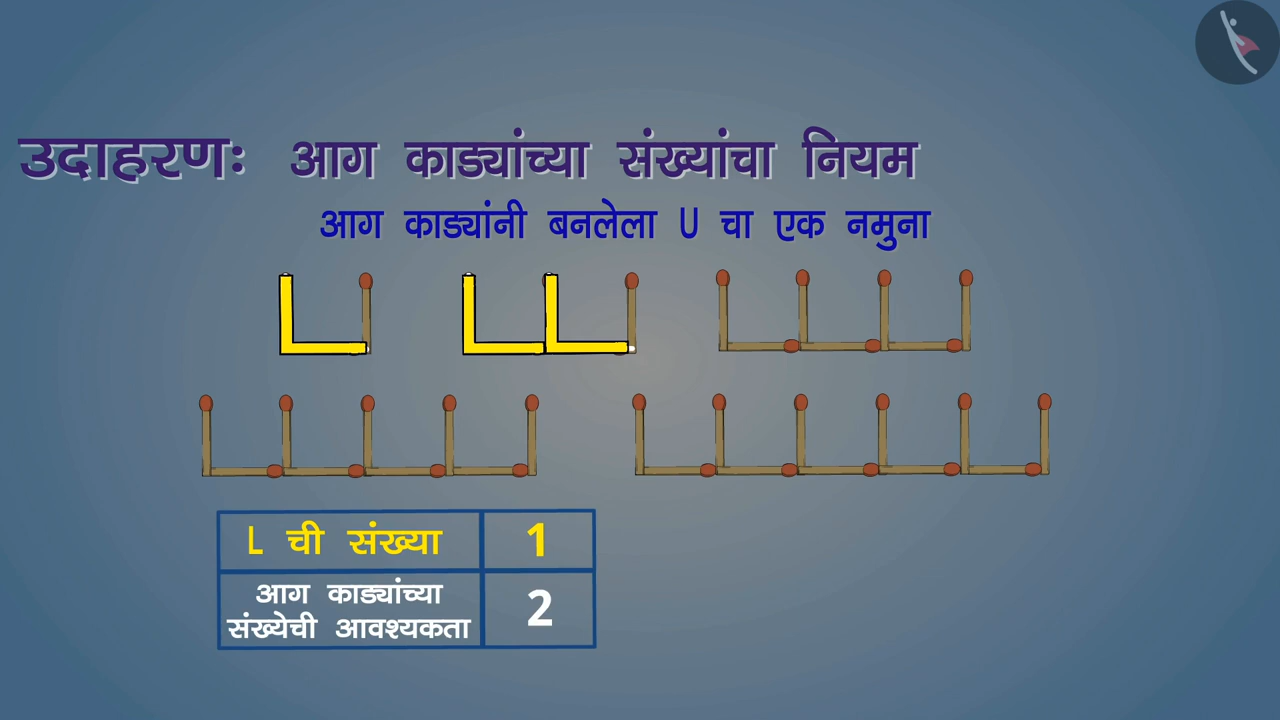 उदाहरणः आग काड्यांच्या संख्यांचा नियम
आग काड्यांनी बनलेला U चा एक नमुना
L ची संख्या 1
आग काड्यांच्या
संख्येची आवश्यकता 2